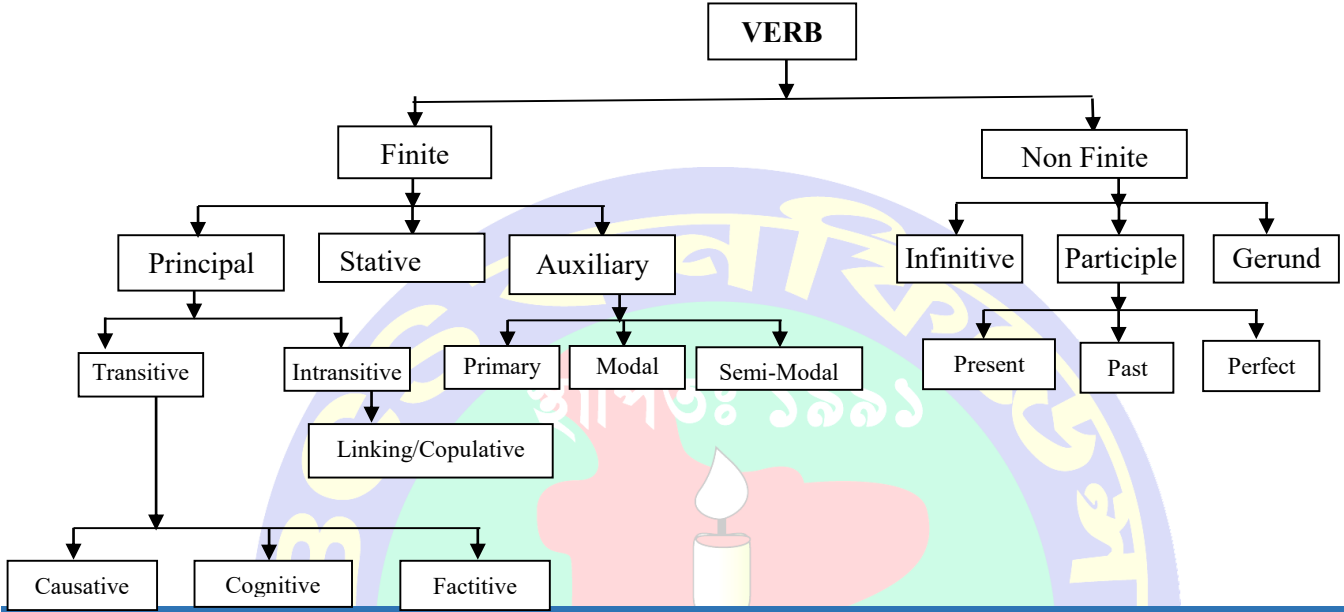 VERB
Finite
Non Finite
Principal
Stative
Auxiliary
Infinitive
Participle
Gerund
Transitive
Intransitive
Primary
Modal
Semi-Modal
Present
Past
Perfect
Linking/Copulative
Causative
Cognitive
Factitive
স্থাপিতঃ ১৯৯১